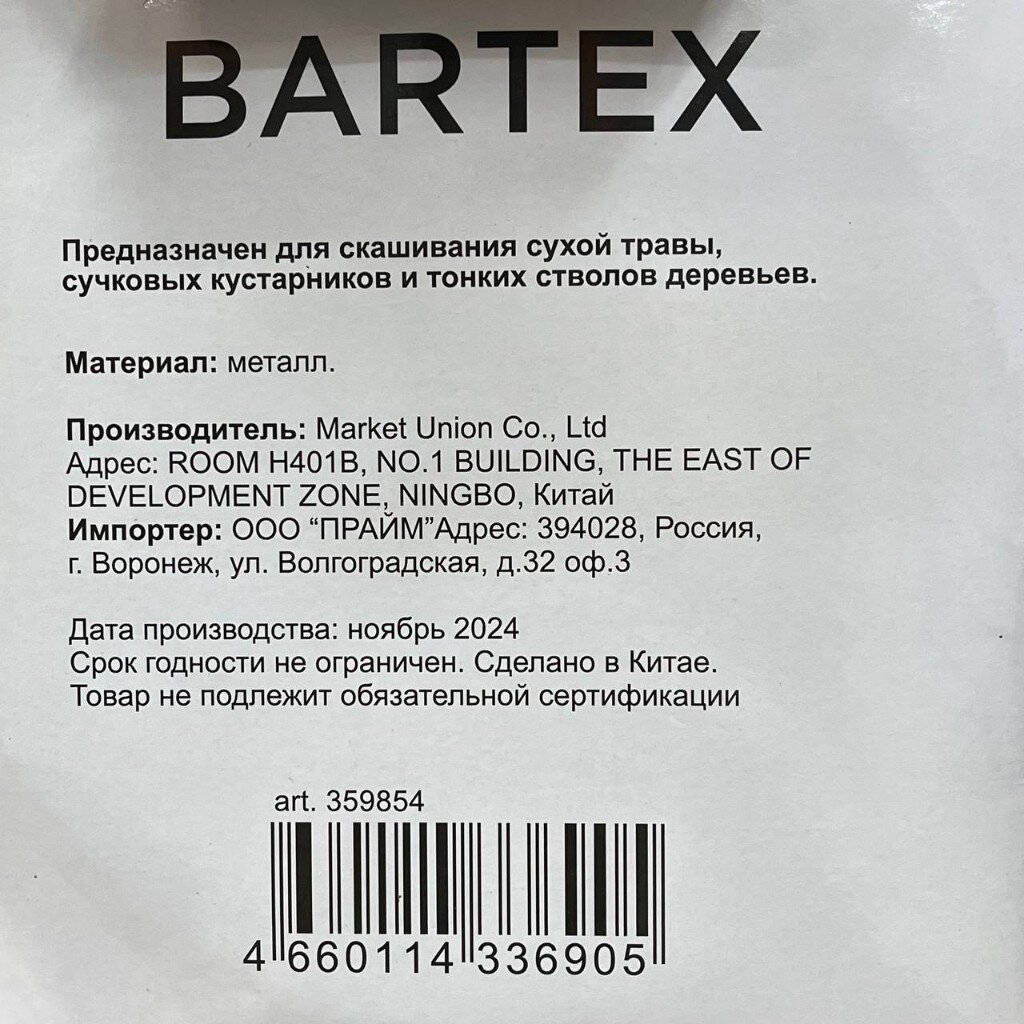 BARTEX
Предназначен для скашивания сухой травы,
сучковых кустарников и тонких стволов деревьев.
Материал: металл.
Производитель: Market Union Co., Ltd
Адрес: ROOM H401B, NO.1 BUILDING, THE EAST OF
DEVELOPMENT ZONE, NINGBO, Китай
Импортер: ООО “ПРАЙМ”Адрес: 394028, Россия,
г. Воронеж, ул. Волгоградская, д.32 оф.3
Дата производства: ноябрь 2024
Срок годности не ограничен. Сделано в Китае.
Товар не подлежит обязательной сертификации
art. 359854
4 660114 336905